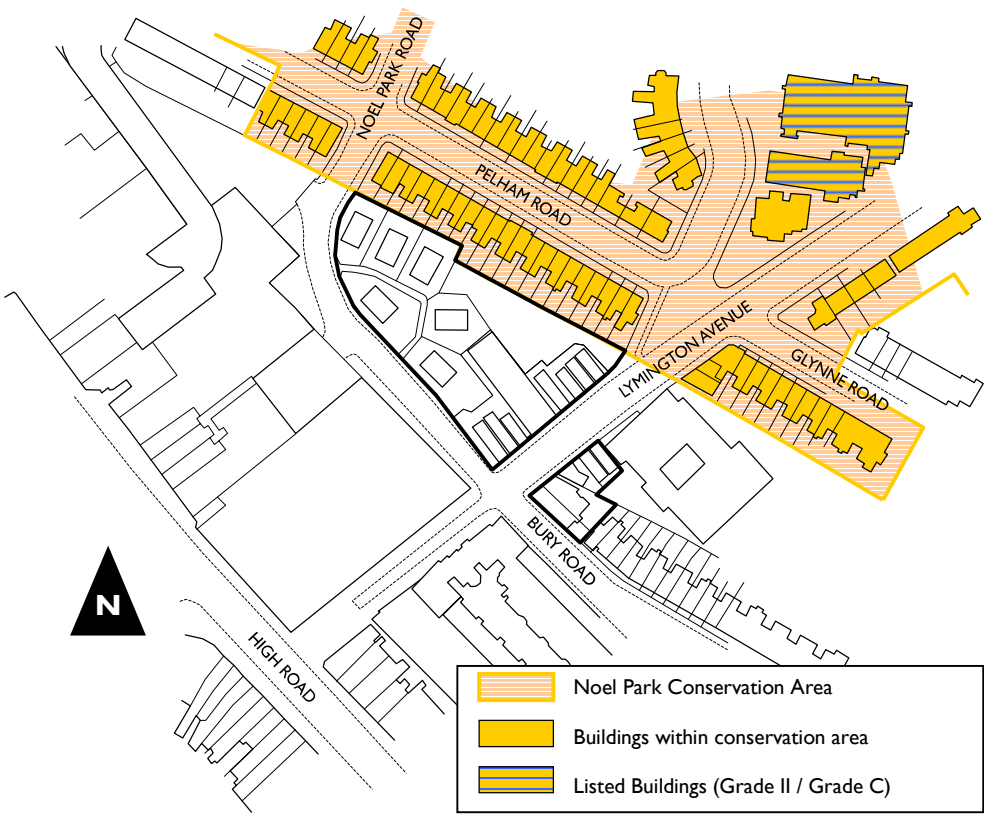 NOEL PARK ROAD
PELHAM ROAD
LYMINGTON AVENUE
GLYNNE ROAD
BURY ROAD
N
HIGH ROAD
Noel Park Conservation Area
Buildings within conservation area
Listed Buildings (Grade II / Grade C)